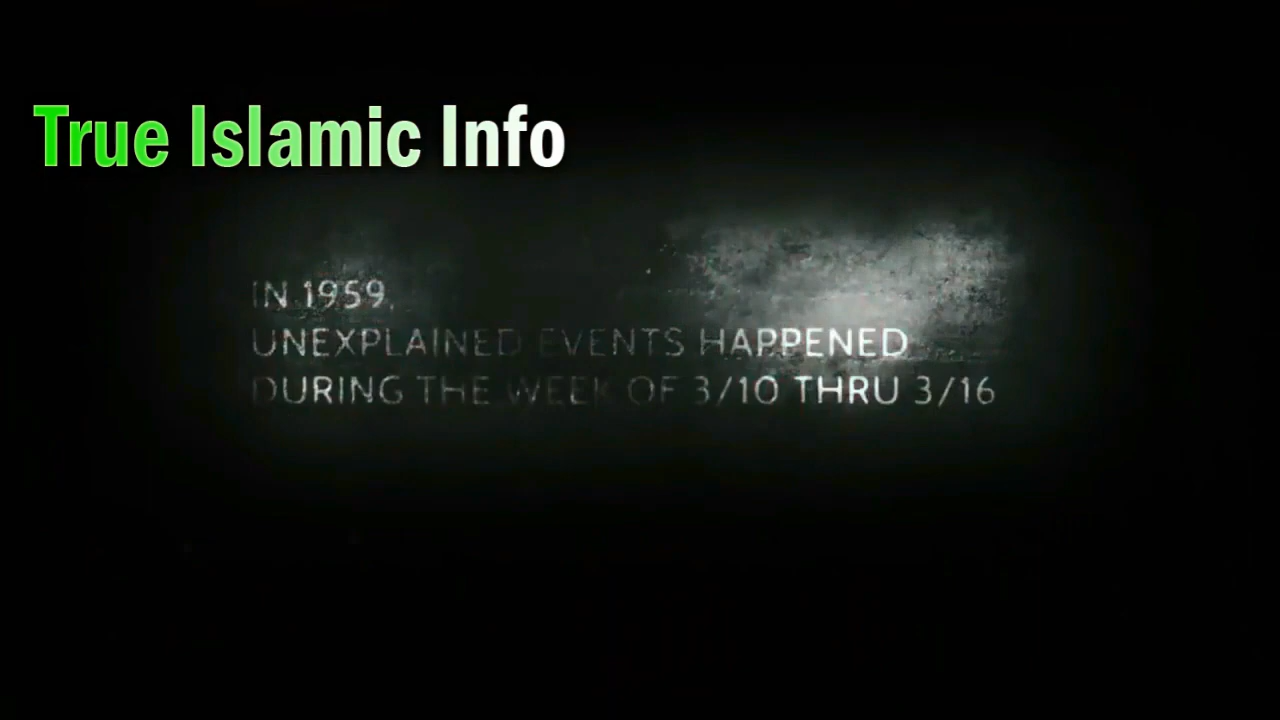 True Islamic Info
IN 1959,
UNEXPLAINED EVENTS HAPPENED
DURING THE WEEK OF 3/10 THRU 3/16